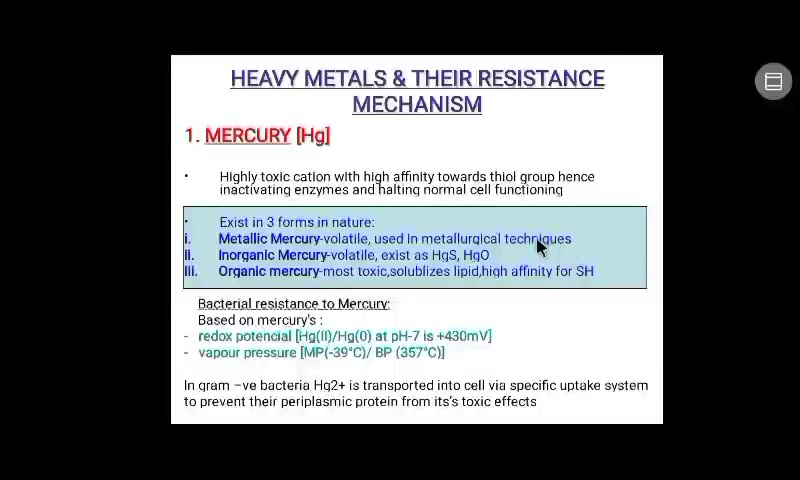 HEAVY METALS & THEIR RESISTANCE
MECHANISM
1. MERCURY [Hg]
• Highly toxic cation with high affinity towards thiol group hence
inactivating enzymes and halting normal cell functioning
• Exist in 3 forms in nature:
i. Metallic Mercury-volatile, used in metallurgical techniques
ii. Inorganic Mercury-volatile, exist as HgS, HgO
iii. Organic mercury-most toxic,solublizes lipid,high affinity for SH
Bacterial resistance to Mercury:
Based on mercury's :
- redox potencial [Hg(II)/Hg(0) at pH-7 is +430mV]
- vapour pressure [MP(-39°C)/ BP (357°C)]
In gram –ve bacteria Hg2+ is transported into cell via specific uptake system
to prevent their periplasmic protein from its's toxic effects